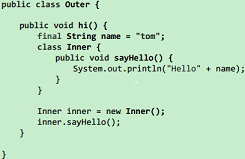 public class Outer {
public void hi() {
final String name = "tom";
class Inner {
public void sayHello() {
System.out.println("Hello" + name);
}
}
Inner inner = new Inner();
inner.sayHello();
}
}